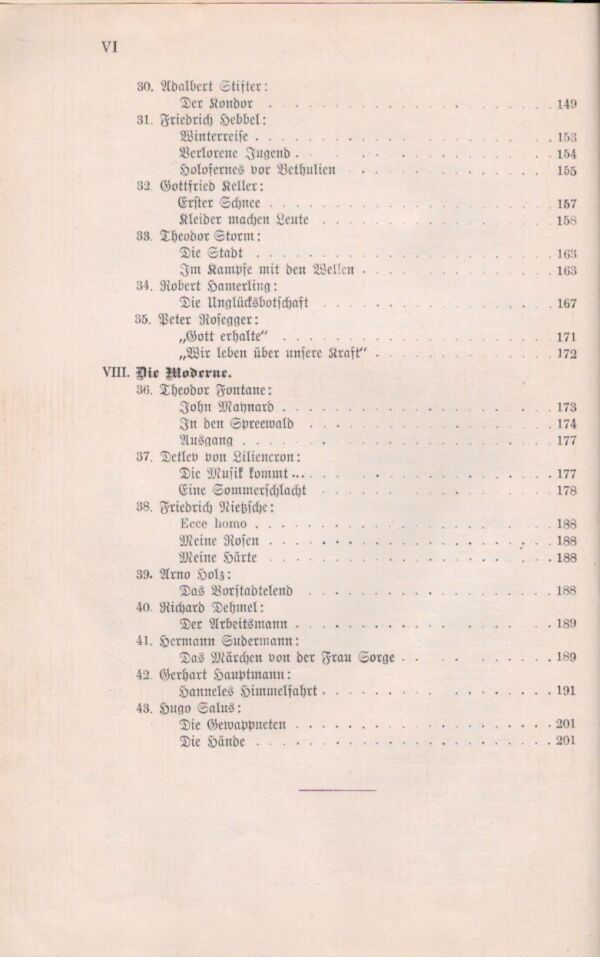 VI
30. Adalbert Stifter:
Der Kondor . . . . . . . . . . . . . . . . . 149
31. Friedrich Hebbel:
Winterreise . . . . . . . . . . . . . . . . . 153
Verlorene Jugend . . . . . . . . . . . . . . . 154
Holofernes vor Bethulien . . . . . . . . . . . . 155
32. Gottfried Keller:
Erster Schnee . . . . . . . . . . . . . . . . 157
Kleider machen Leute . . . . . . . . . . . . . 158
33. Theodor Storm:
Die Stadt . . . . . . . . . . . . . . . . . 163
Im Kampfe mit den Wellen . . . . . . . . . . . 163
34. Robert Hamerling:
Die Unglücksbotschaft . . . . . . . . . . . . . 167
35. Peter Rosegger:
„Gott erhalte“ . . . . . . . . . . . . . . . 171
„Wir leben über unsere Kraft“ . . . . . . . . . . 172
VIII. Die Moderne.
36. Theodor Fontane:
John Maynard . . . . . . . . . . . . . . . . 173
In den Spreewald . . . . . . . . . . . . . . . 174
Ausgang . . . . . . . . . . . . . . . . . . 177
37. Detlev von Liliencron:
Die Musik kommt ... . . . . . . . . . . . . . . 177
Eine Sommerschlacht . . . . . . . . . . . . . . 178
38. Friedrich Nietzsche:
Ecce homo . . . . . . . . . . . . . . . . . 188
Meine Rosen . . . . . . . . . . . . . . . . . 188
Meine Härte . . . . . . . . . . . . . . . . . 188
39. Arno Holz:
Das Vorstadtelend . . . . . . . . . . . . . . . 188
40. Richard Dehmel:
Der Arbeitsmann . . . . . . . . . . . . . . . 189
41. Hermann Sudermann:
Das Märchen von der Frau Sorge . . . . . . . . . 189
42. Gerhart Hauptmann:
Hanneles Himmelfahrt . . . . . . . . . . . . . 191
43. Hugo Salus:
Die Gewappneten . . . . . . . . . . . . . . . 201
Die Hände . . . . . . . . . . . . . . . . . 201